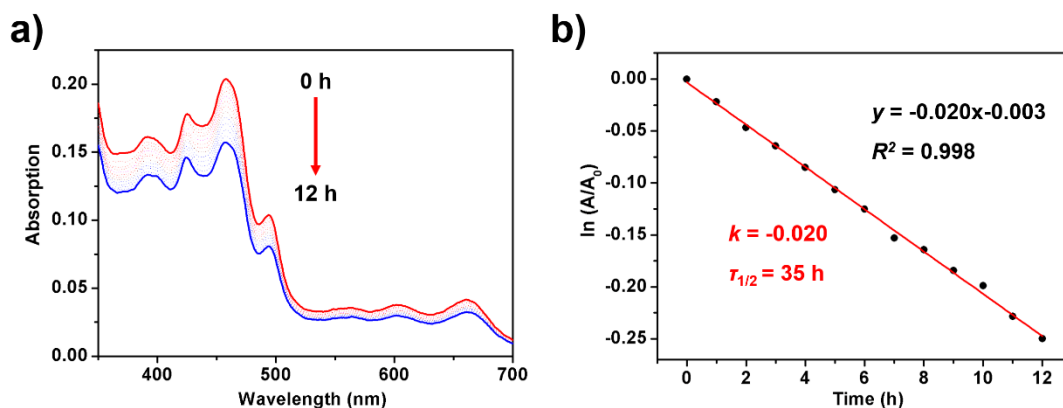 a)
0.20
0.15
0.10
0.05
0.00
Absorption
0 h
12 h
400 500 600 700
Wavelength (nm)
b)
0.00
-0.05
-0.10
-0.15
-0.20
-0.25
ln (A/A₀)
y = -0.020x-0.003
R² = 0.998
k = -0.020
τ₁/₂ = 35 h
0 2 4 6 8 10 12
Time (h)